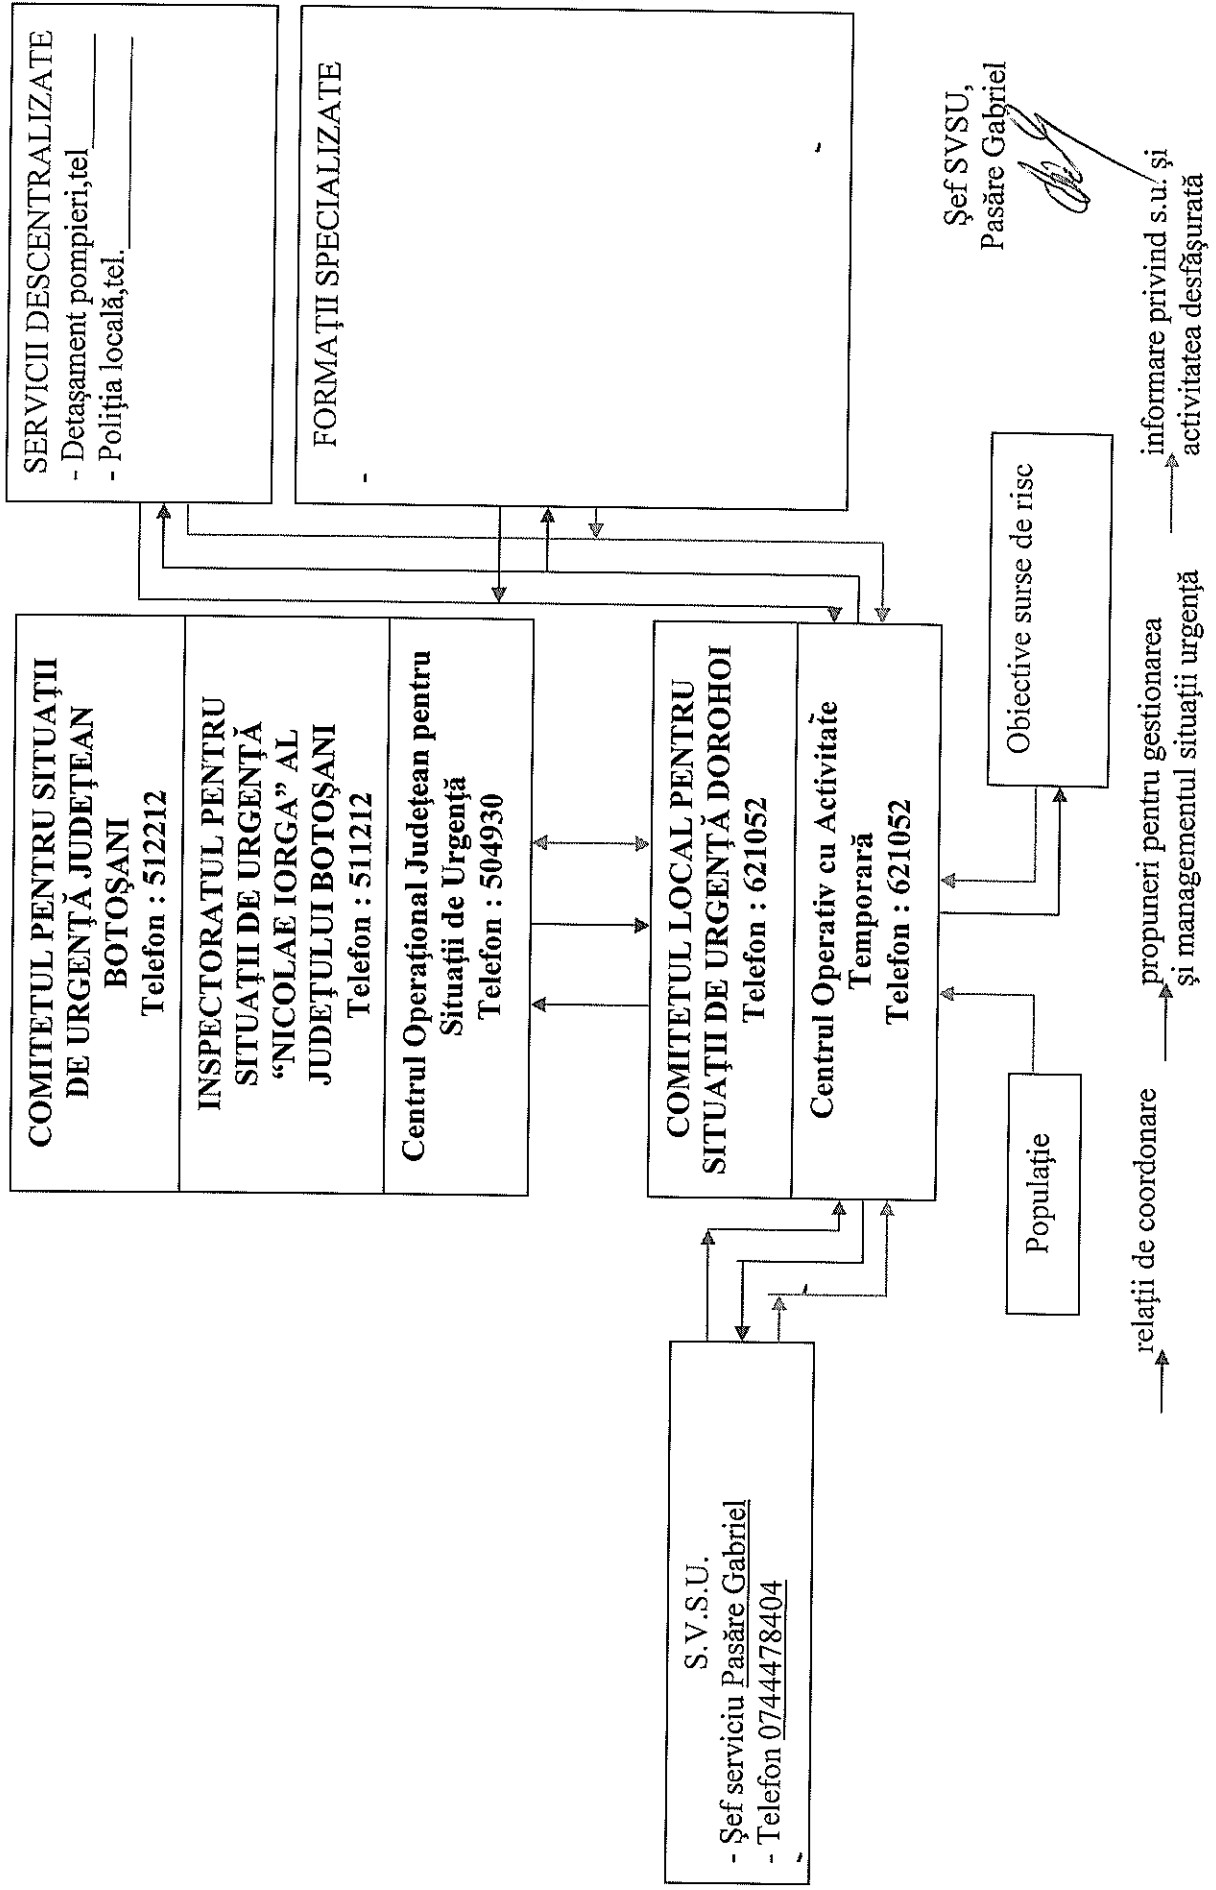 COMITETUL PENTRU SITUAŢII
DE URGENŢĂ JUDEŢEAN
BOTOŞANI
Telefon : 512212
INSPECTORATUL PENTRU
SITUAŢII DE URGENŢĂ
“NICOLAE IORGA” AL
JUDEŢULUI BOTOŞANI
Telefon : 511212
Centrul Operaţional Judeţean pentru
Situaţii de Urgenţă
Telefon : 504930
SERVICII DESCENTRALIZATE
- Detaşament pompieri,tel______
- Poliţia locală,tel.____________
FORMAŢII SPECIALIZATE
-
S.V.S.U.
- Şef serviciu Pasăre Gabriel
- Telefon 0744478404
COMITETUL LOCAL PENTRU
SITUAŢII DE URGENŢĂ DOROHOI
Telefon : 621052
Centrul Operativ cu Activitate
Temporară
Telefon : 621052
Populaţie
Obiective surse de risc
Şef SVSU,
Pasăre Gabriel
relaţii de coordonare
propuneri pentru gestionarea
şi managementul situaţii urgenţă
informare privind s.u. şi
activitatea desfăşurată